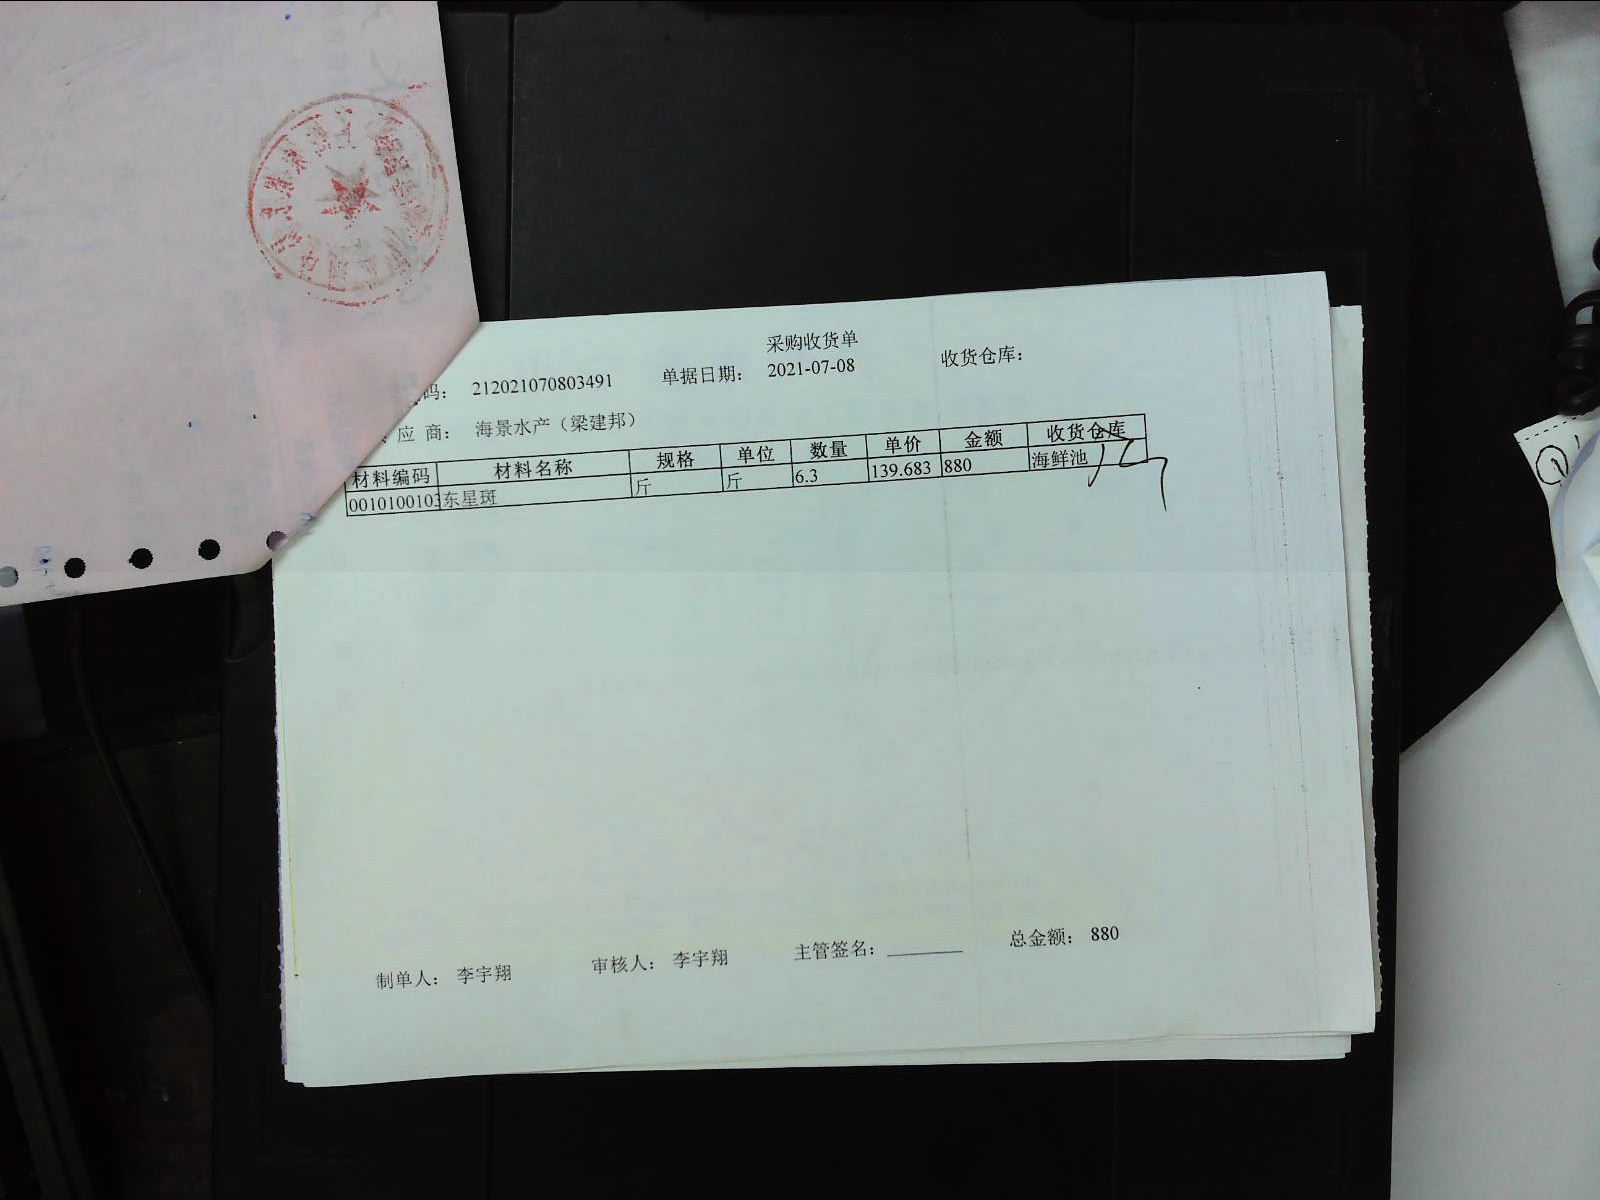 采购收货单
码： 212021070803491 单据日期： 2021-07-08 收货仓库：
应 商： 海景水产（梁建邦）
材料编码 材料名称 规格 单位 数量 单价 金额 收货仓库
0010100103 东星斑 斤 斤 6.3 139.683 880 海鲜池
制单人： 李宇翔 审核人： 李宇翔 主管签名： 总金额： 880